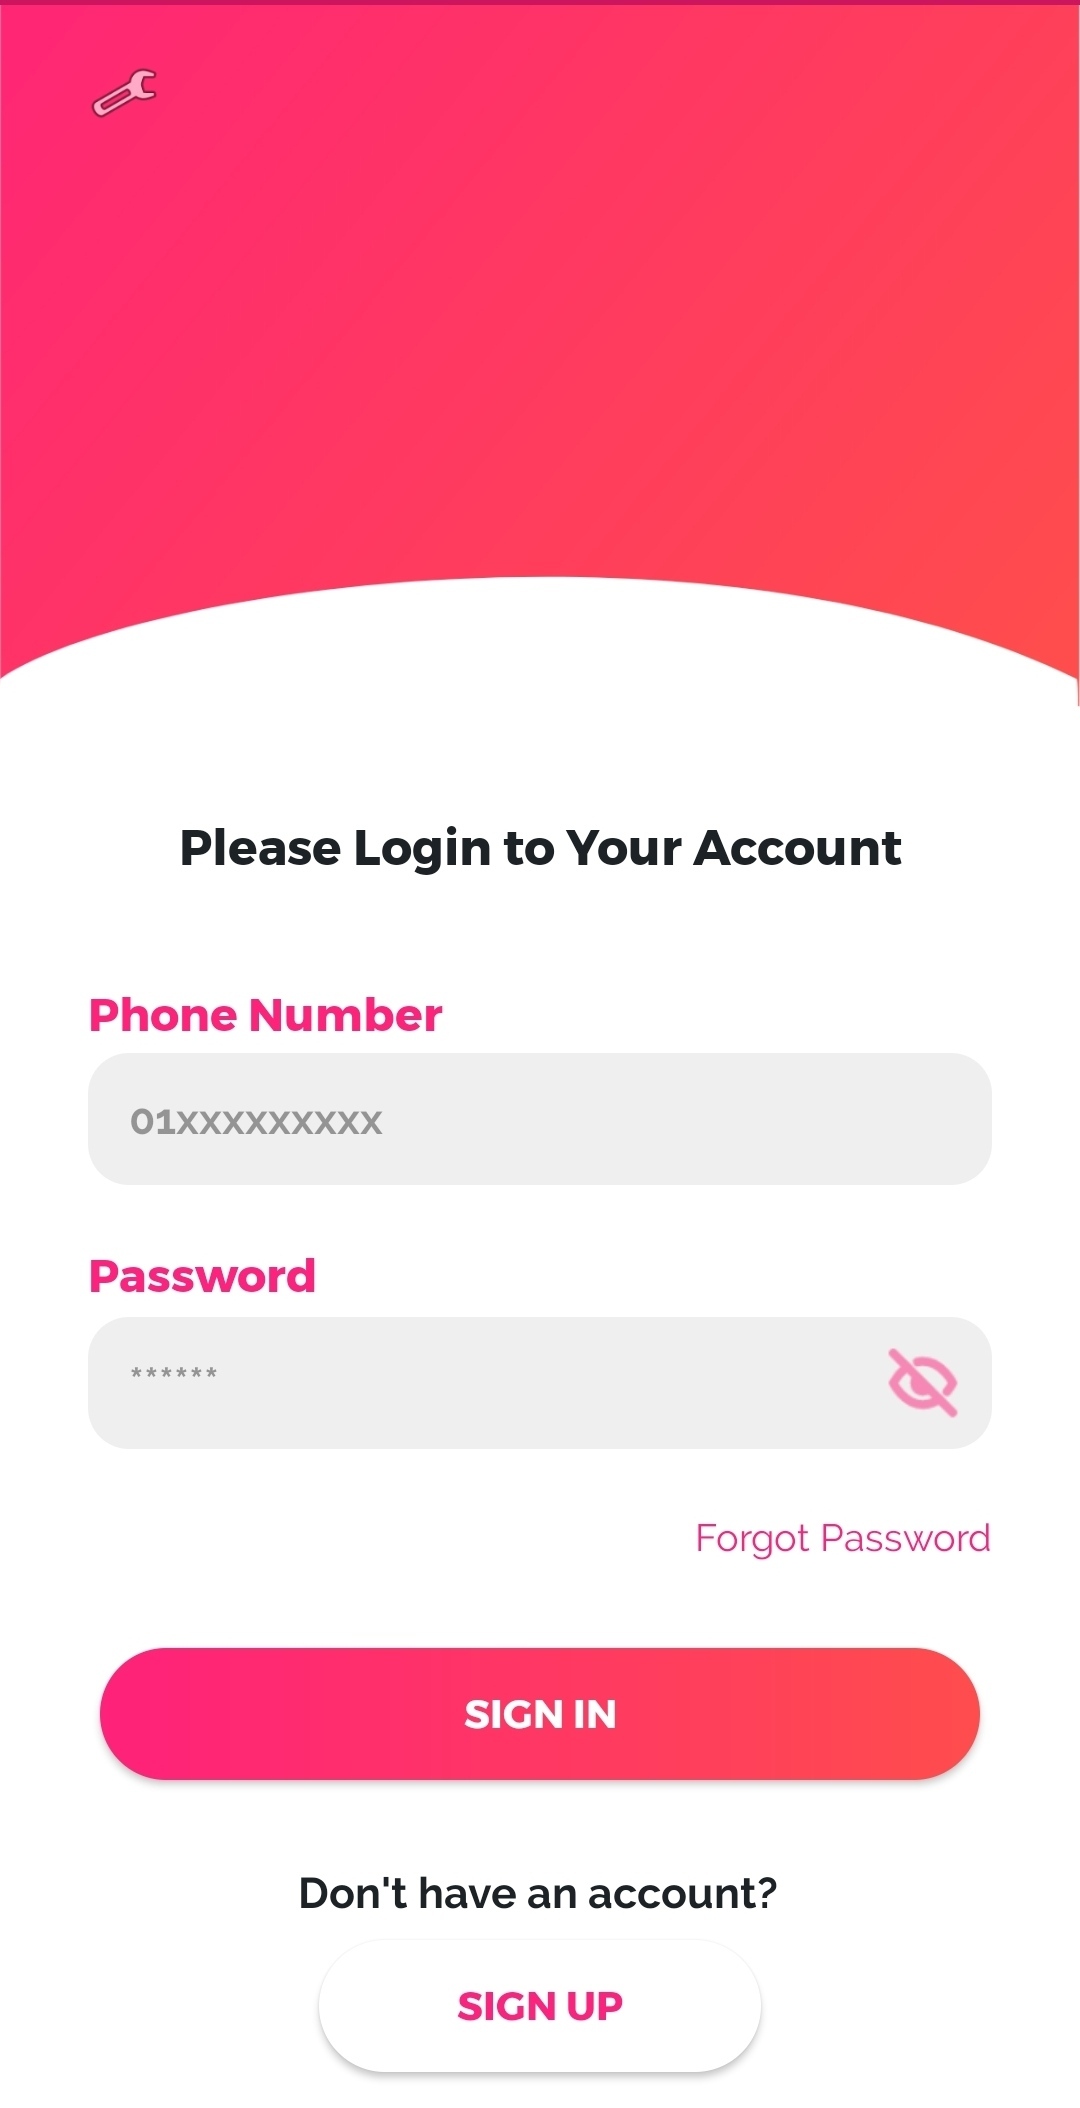 Please Login to Your Account
Phone Number
01xxxxxxxxx
Password
******
Forgot Password
SIGN IN
Don't have an account?
SIGN UP